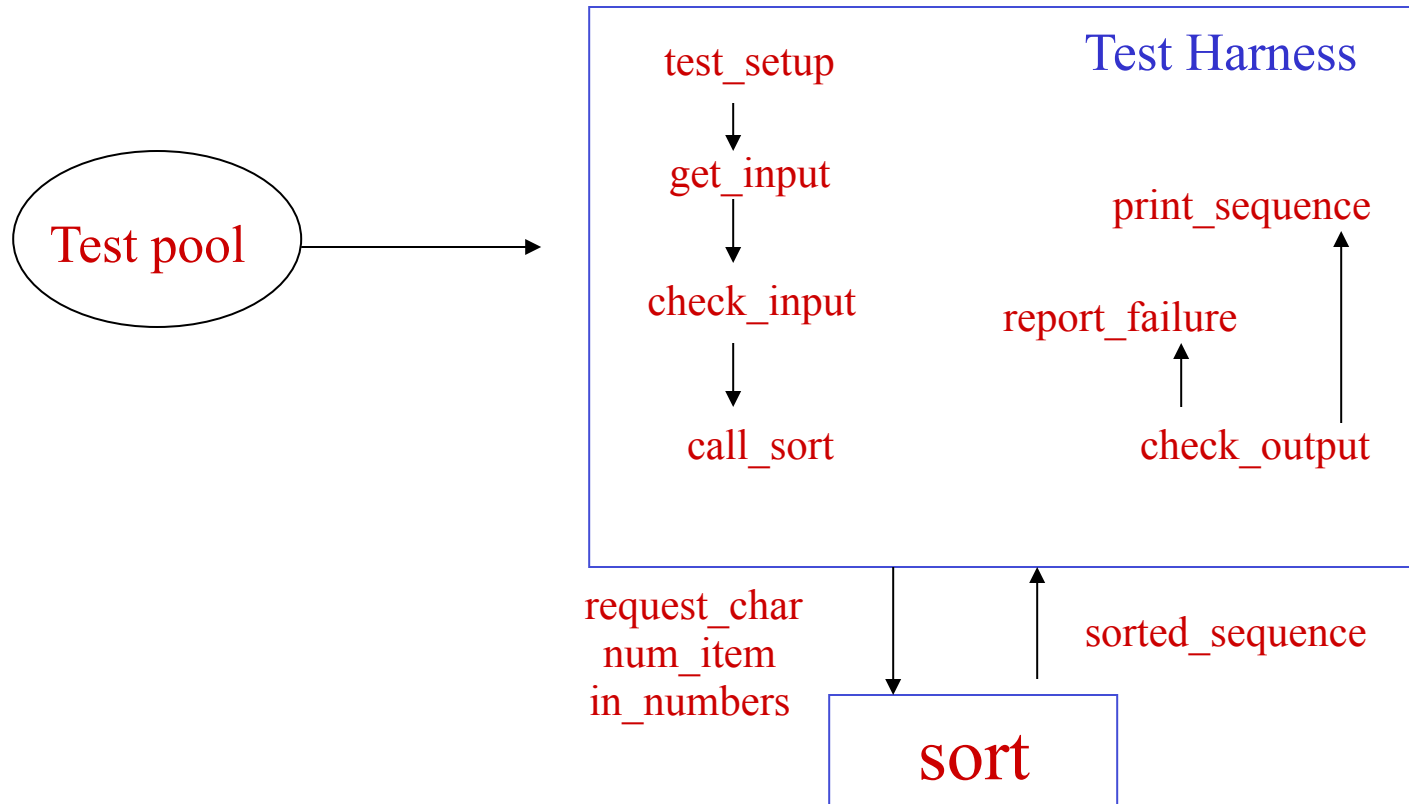 Test pool
Test Harness
test_setup
get_input
check_input
call_sort
print_sequence
report_failure
check_output
request_char
num_item
in_numbers
sorted_sequence
sort